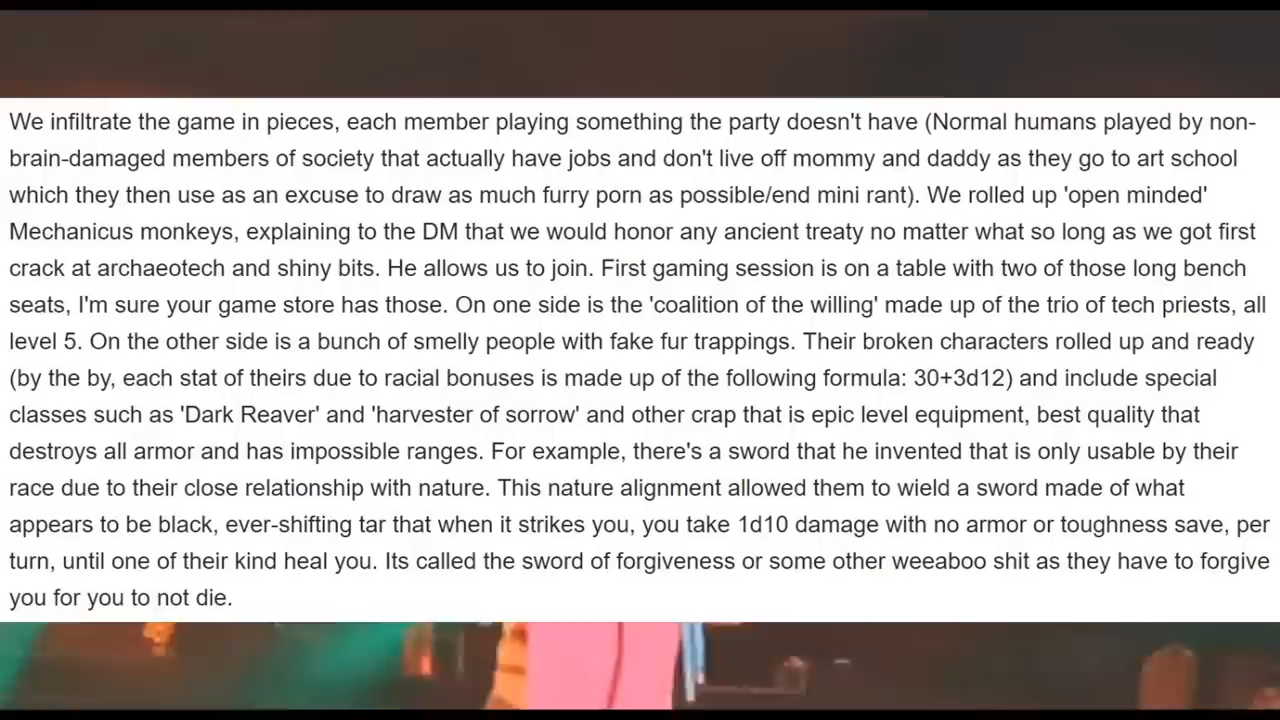 We infiltrate the game in pieces, each member playing something the party doesn't have (Normal humans played by non-
brain-damaged members of society that actually have jobs and don't live off mommy and daddy as they go to art school
which they then use as an excuse to draw as much furry porn as possible/end mini rant). We rolled up 'open minded'
Mechanicus monkeys, explaining to the DM that we would honor any ancient treaty no matter what so long as we got first
crack at archaeotech and shiny bits. He allows us to join. First gaming session is on a table with two of those long bench
seats, I'm sure your game store has those. On one side is the 'coalition of the willing' made up of the trio of tech priests, all
level 5. On the other side is a bunch of smelly people with fake fur trappings. Their broken characters rolled up and ready
(by the by, each stat of theirs due to racial bonuses is made up of the following formula: 30+3d12) and include special
classes such as 'Dark Reaver' and 'harvester of sorrow' and other crap that is epic level equipment, best quality that
destroys all armor and has impossible ranges. For example, there's a sword that he invented that is only usable by their
race due to their close relationship with nature. This nature alignment allowed them to wield a sword made of what
appears to be black, ever-shifting tar that when it strikes you, you take 1d10 damage with no armor or toughness save, per
turn, until one of their kind heal you. Its called the sword of forgiveness or some other weeaboo shit as they have to forgive
you for you to not die.